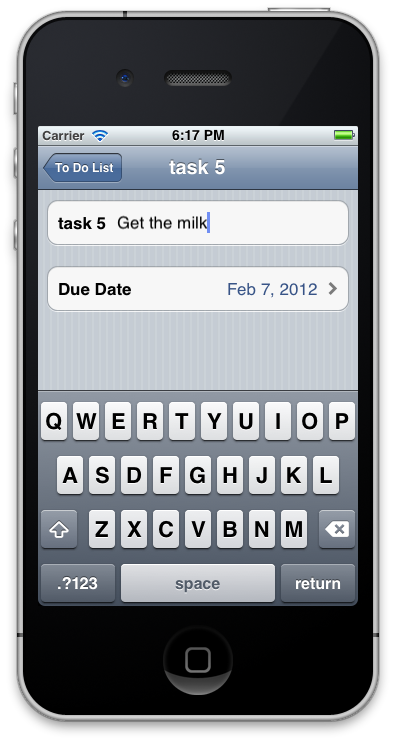 Carrier 6:17 PM
To Do List task 5
task 5 Get the milk
Due Date Feb 7, 2012
Q W E R T Y U I O P
A S D F G H J K L
Z X C V B N M
.?123 space return